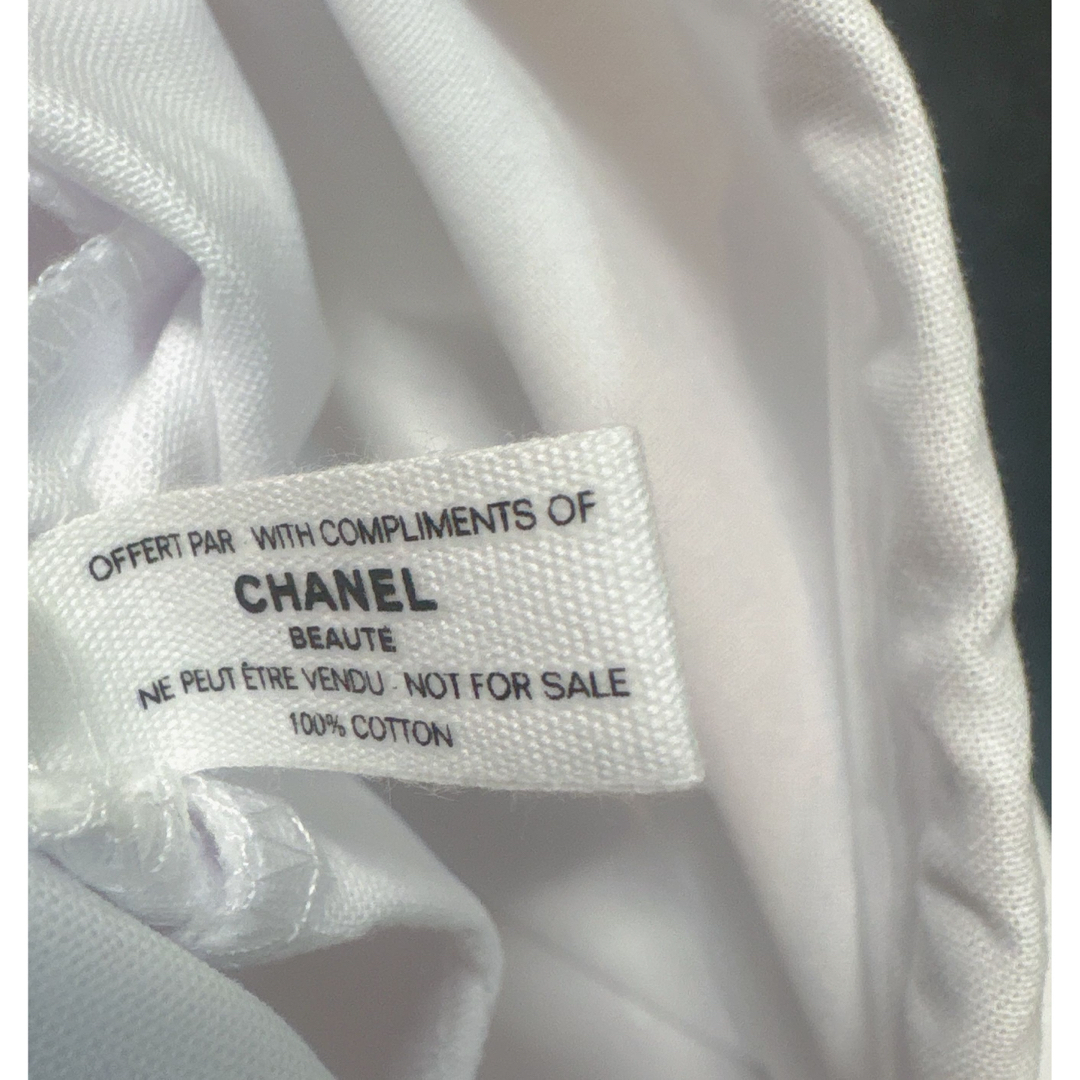 OFFERT PAR WITH COMPLIMENTS OF
CHANEL
BEAUTÉ
NE PEUT ÊTRE VENDU - NOT FOR SALE
100% COTTON